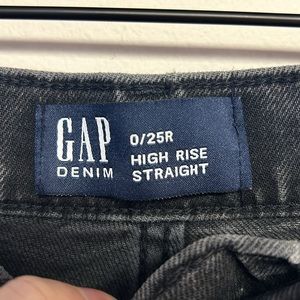 GAP
DENIM
0/25R
HIGH RISE
STRAIGHT